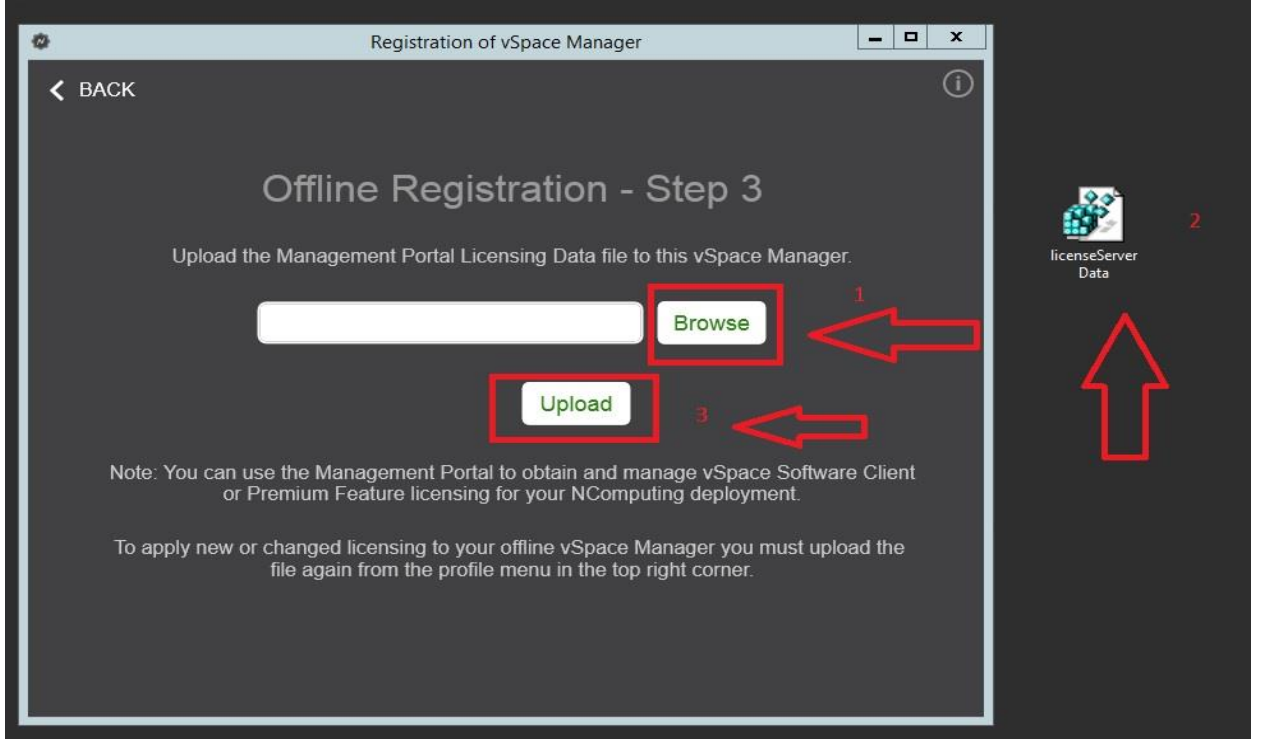 Registration of vSpace Manager
BACK
Offline Registration - Step 3
Upload the Management Portal Licensing Data file to this vSpace Manager.
1
Browse
2
licenseServer
Data
Upload
3
Note: You can use the Management Portal to obtain and manage vSpace Software Client
or Premium Feature licensing for your NComputing deployment.
To apply new or changed licensing to your offline vSpace Manager you must upload the
file again from the profile menu in the top right corner.